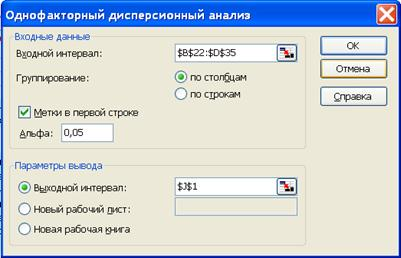 Однофакторный дисперсионный анализ
Входные данные
Входной интервал: $B$22:$D$35
Группирование: по столбцам
по строкам
Метки в первой строке
Альфа: 0,05
Параметры вывода
Выходной интервал: $J$1
Новый рабочий лист:
Новая рабочая книга
ОК
Отмена
Справка